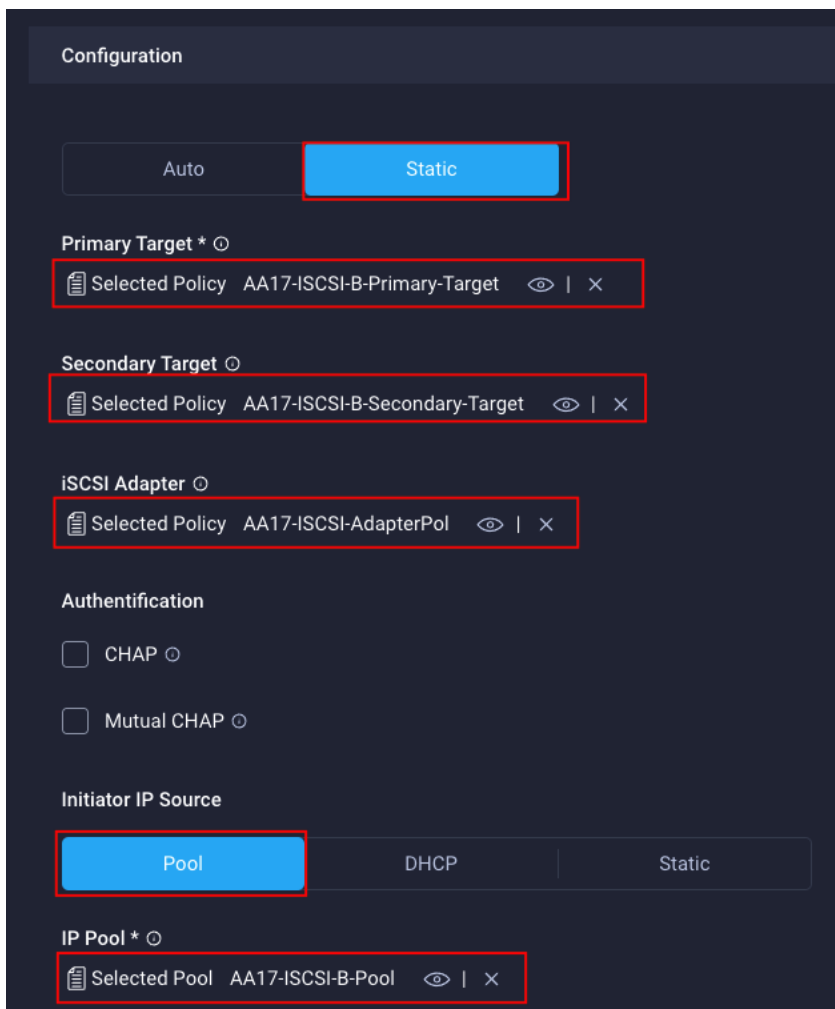 Configuration
Auto Static
Primary Target *
Selected Policy AA17-ISCSI-B-Primary-Target |
Secondary Target
Selected Policy AA17-ISCSI-B-Secondary-Target |
iSCSI Adapter
Selected Policy AA17-ISCSI-AdapterPol |
Authentification
CHAP
Mutual CHAP
Initiator IP Source
Pool DHCP Static
IP Pool *
Selected Pool AA17-ISCSI-B-Pool |